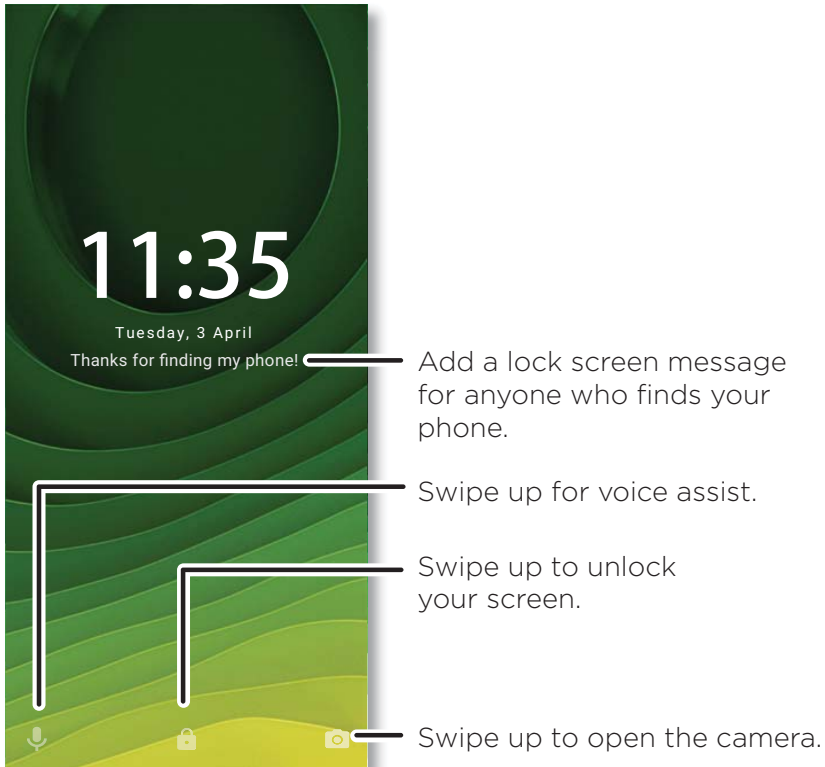 11:35
Tuesday, 3 April
Thanks for finding my phone!
Add a lock screen message
for anyone who finds your
phone.
Swipe up for voice assist.
Swipe up to unlock
your screen.
Swipe up to open the camera.